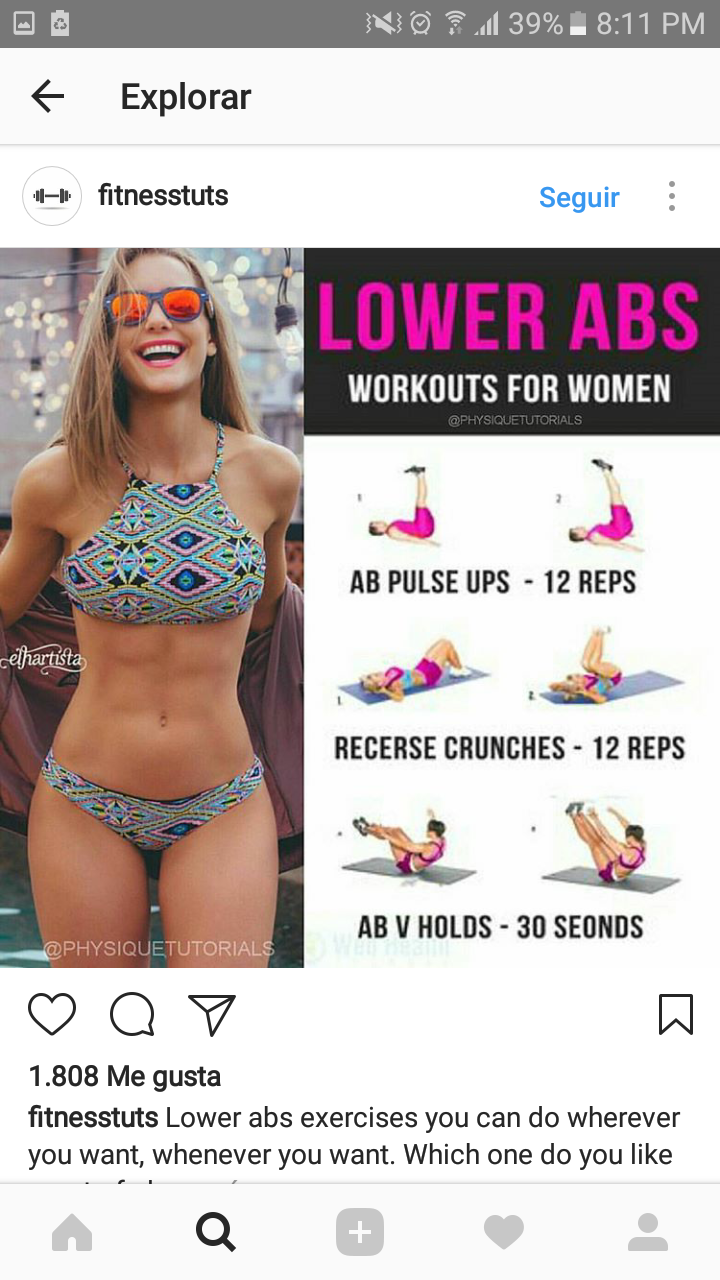 39% 8:11 PM
Explorar
fitnesstuts
Seguir
LOWER ABS
WORKOUTS FOR WOMEN
@PHYSIQUETUTORIALS
1 2
AB PULSE UPS - 12 REPS
1. 2.
RECERSE CRUNCHES - 12 REPS
AB V HOLDS - 30 SEONDS
elhartista
@PHYSIQUETUTORIALS
Well Health
1.808 Me gusta
fitnesstuts Lower abs exercises you can do wherever
you want, whenever you want. Which one do you like